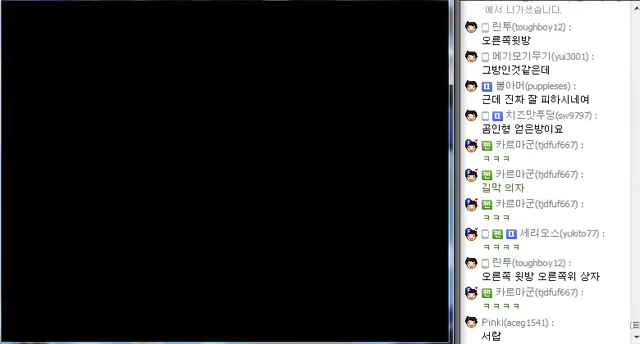 에서 나가셨습니다.
린투(toughboy12) :
오른쪽윗방
메기모기무기(yui3001) :
그방인것같은데
불아머(puppleses) :
근데 진짜 잘 피하시네여
치즈맛푸딩(sw9797) :
곰인형 얻은방이요
팬 카르마군(tjdfuf667) :
ㅋㅋㅋ
팬 카르마군(tjdfuf667) :
길막 의자
팬 카르마군(tjdfuf667) :
ㅋㅋㅋ
팬 세리오스(yukito77) :
ㅋㅋㅋㅋ
린투(toughboy12) :
오른쪽 윗방 오른쪽위 상자
팬 카르마군(tjdfuf667) :
ㅋㅋㅋㅋ
Pinki(aceg1541) :
서랍